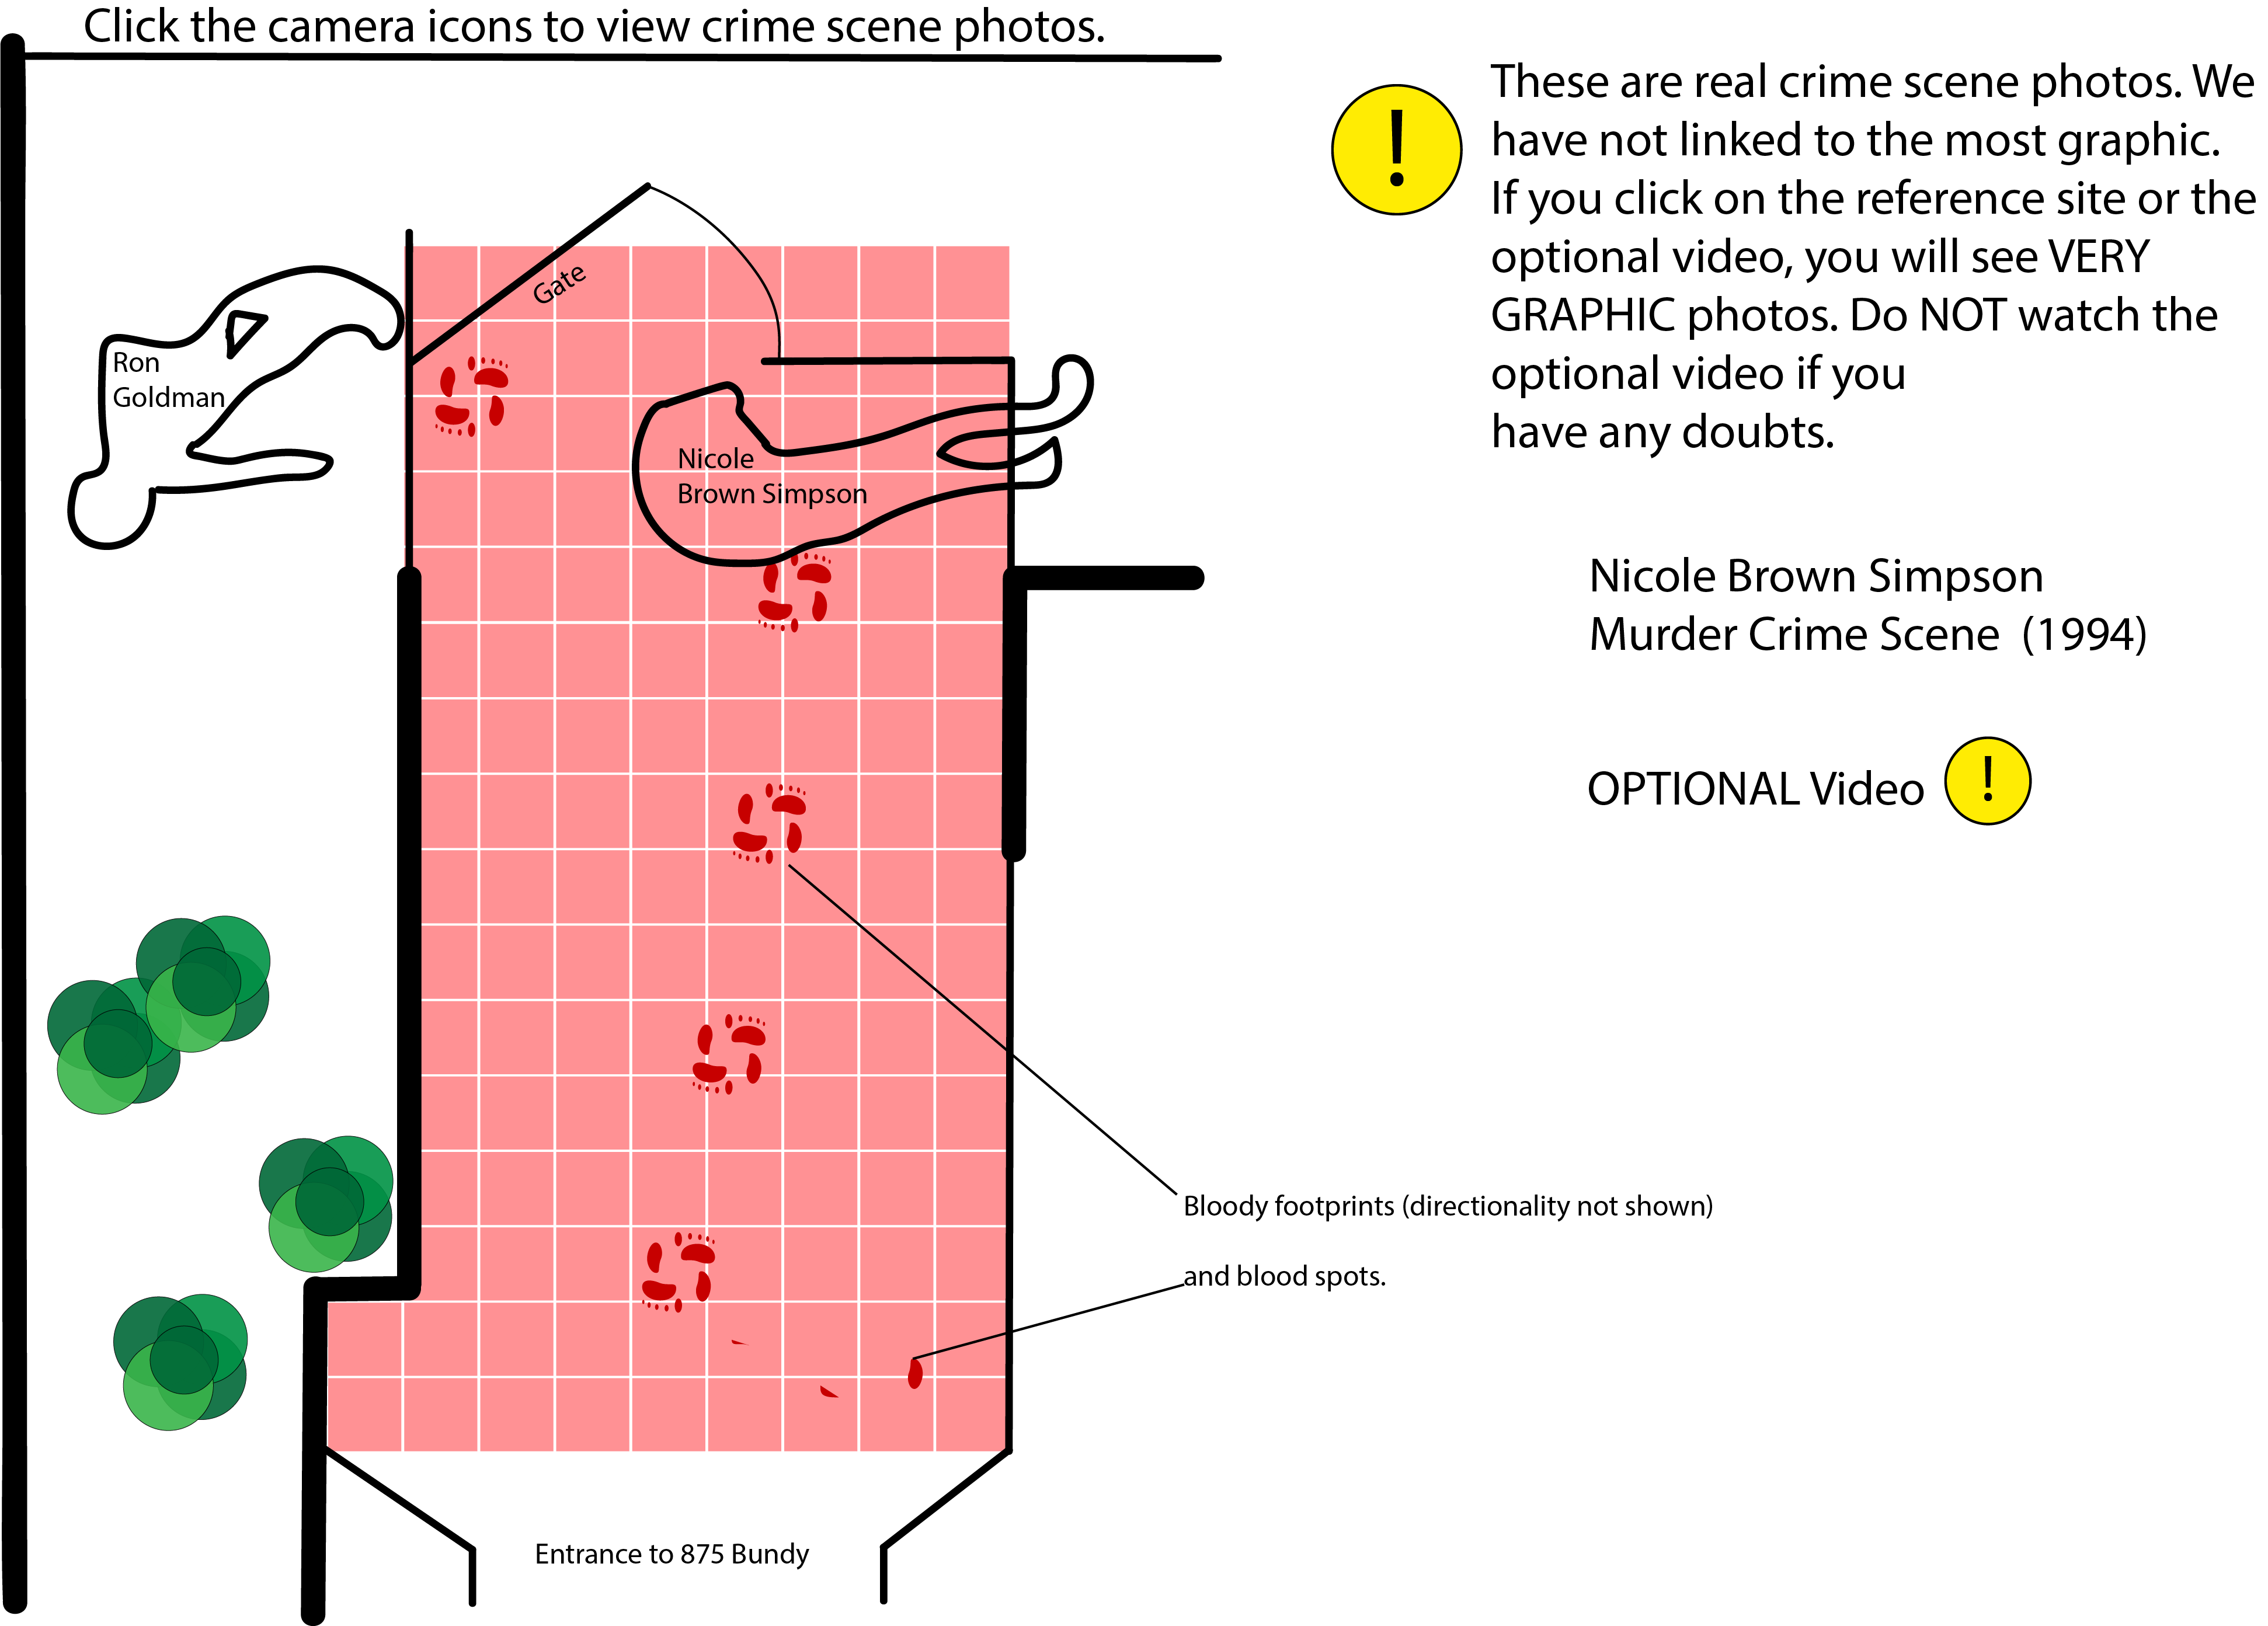 Click the camera icons to view crime scene photos.
!
These are real crime scene photos. We
have not linked to the most graphic.
If you click on the reference site or the
optional video, you will see VERY
GRAPHIC photos. Do NOT watch the
optional video if you
have any doubts.
Gate
Ron
Goldman
Nicole
Brown Simpson
Nicole Brown Simpson
Murder Crime Scene (1994)
OPTIONAL Video !
Bloody footprints (directionality not shown)
and blood spots.
Entrance to 875 Bundy